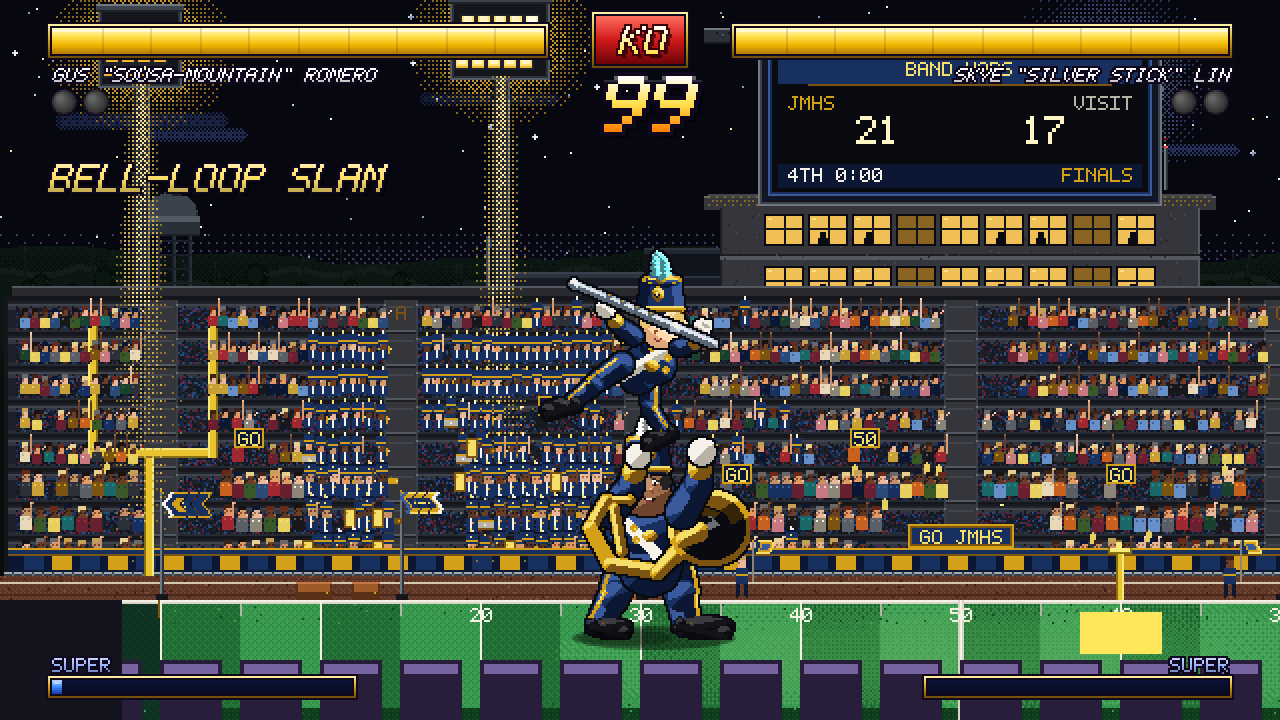 KO
99
GUS "SOUSA-MOUNTAIN" ROMERO
SKYE "SILVER STICK" LIN
BELL-LOOP SLAM
BAND
JMHS
VISIT
21
17
4TH 0:00
FINALS
GO
50
GO
GO
GO JMHS
20
30
40
50
SUPER
SUPER